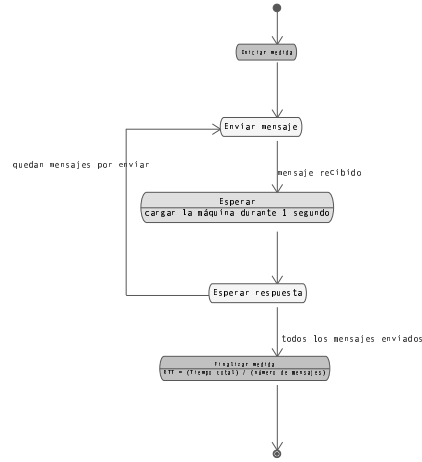 Iniciar medida
Enviar mensaje
quedan mensajes por enviar
mensaje recibido
Esperar
cargar la máquina durante 1 segundo
Esperar respuesta
todos los mensajes enviados
Finalizar medida
RTT = (Tiempo total) / (número de mensajes)